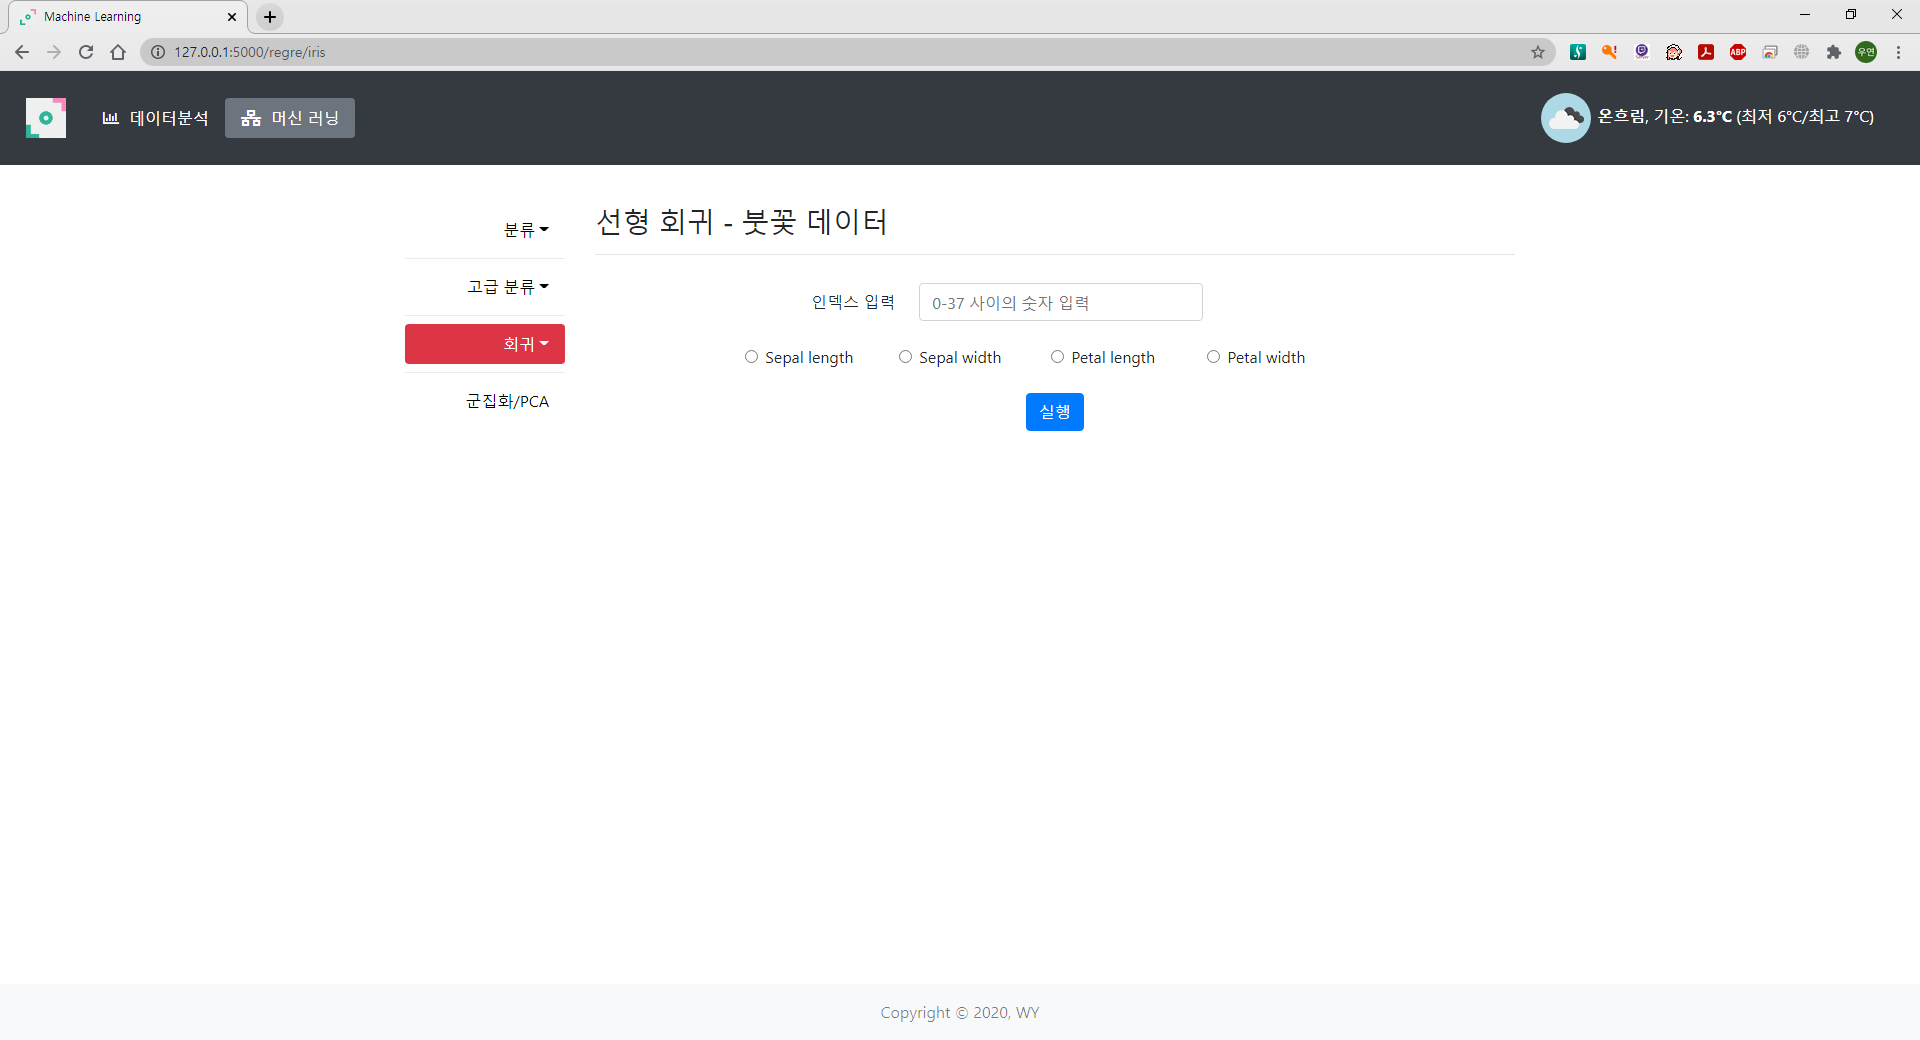 Machine Learning
127.0.0.1:5000/regre/iris
ABP
우연
데이터분석
머신 러닝
온흐림, 기온: 6.3℃ (최저 6℃/최고 7℃)
분류
고급 분류
회귀
군집화/PCA
선형 회귀 - 붓꽃 데이터
인덱스 입력
0-37 사이의 숫자 입력
Sepal length
Sepal width
Petal length
Petal width
실행
Copyright © 2020, WY